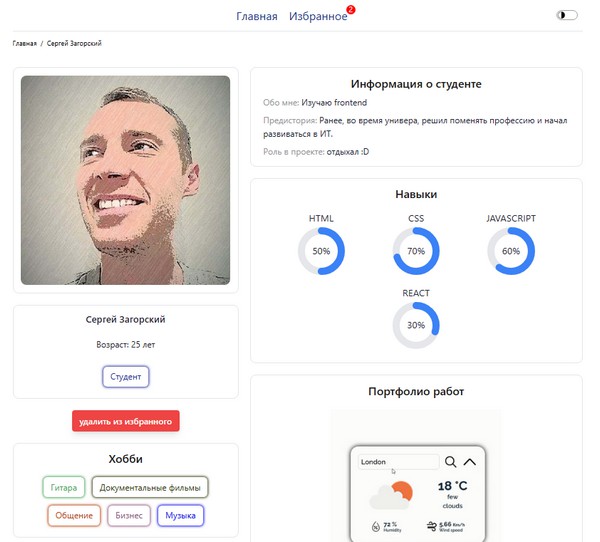 Главная Избранное 2
Главная / Сергей Загорский
Сергей Загорский
Возраст: 25 лет
Студент
удалить из избранного
Хобби
Гитара Документальные фильмы
Общение Бизнес Музыка
Информация о студенте
Обо мне: Изучаю frontend
Предистория: Ранее, во время универа, решил поменять профессию и начал
развиваться в ИТ.
Роль в проекте: отдыхал :D
Навыки
HTML CSS JAVASCRIPT
50% 70% 60%
REACT
30%
Портфолио работ
London
18 °C
few
clouds
72 %
Humidity
5.66 Km/h
Wind speed